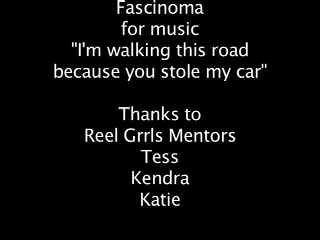 Fascinoma
for music
"I'm walking this road
because you stole my car"
Thanks to
Reel Grrls Mentors
Tess
Kendra
Katie